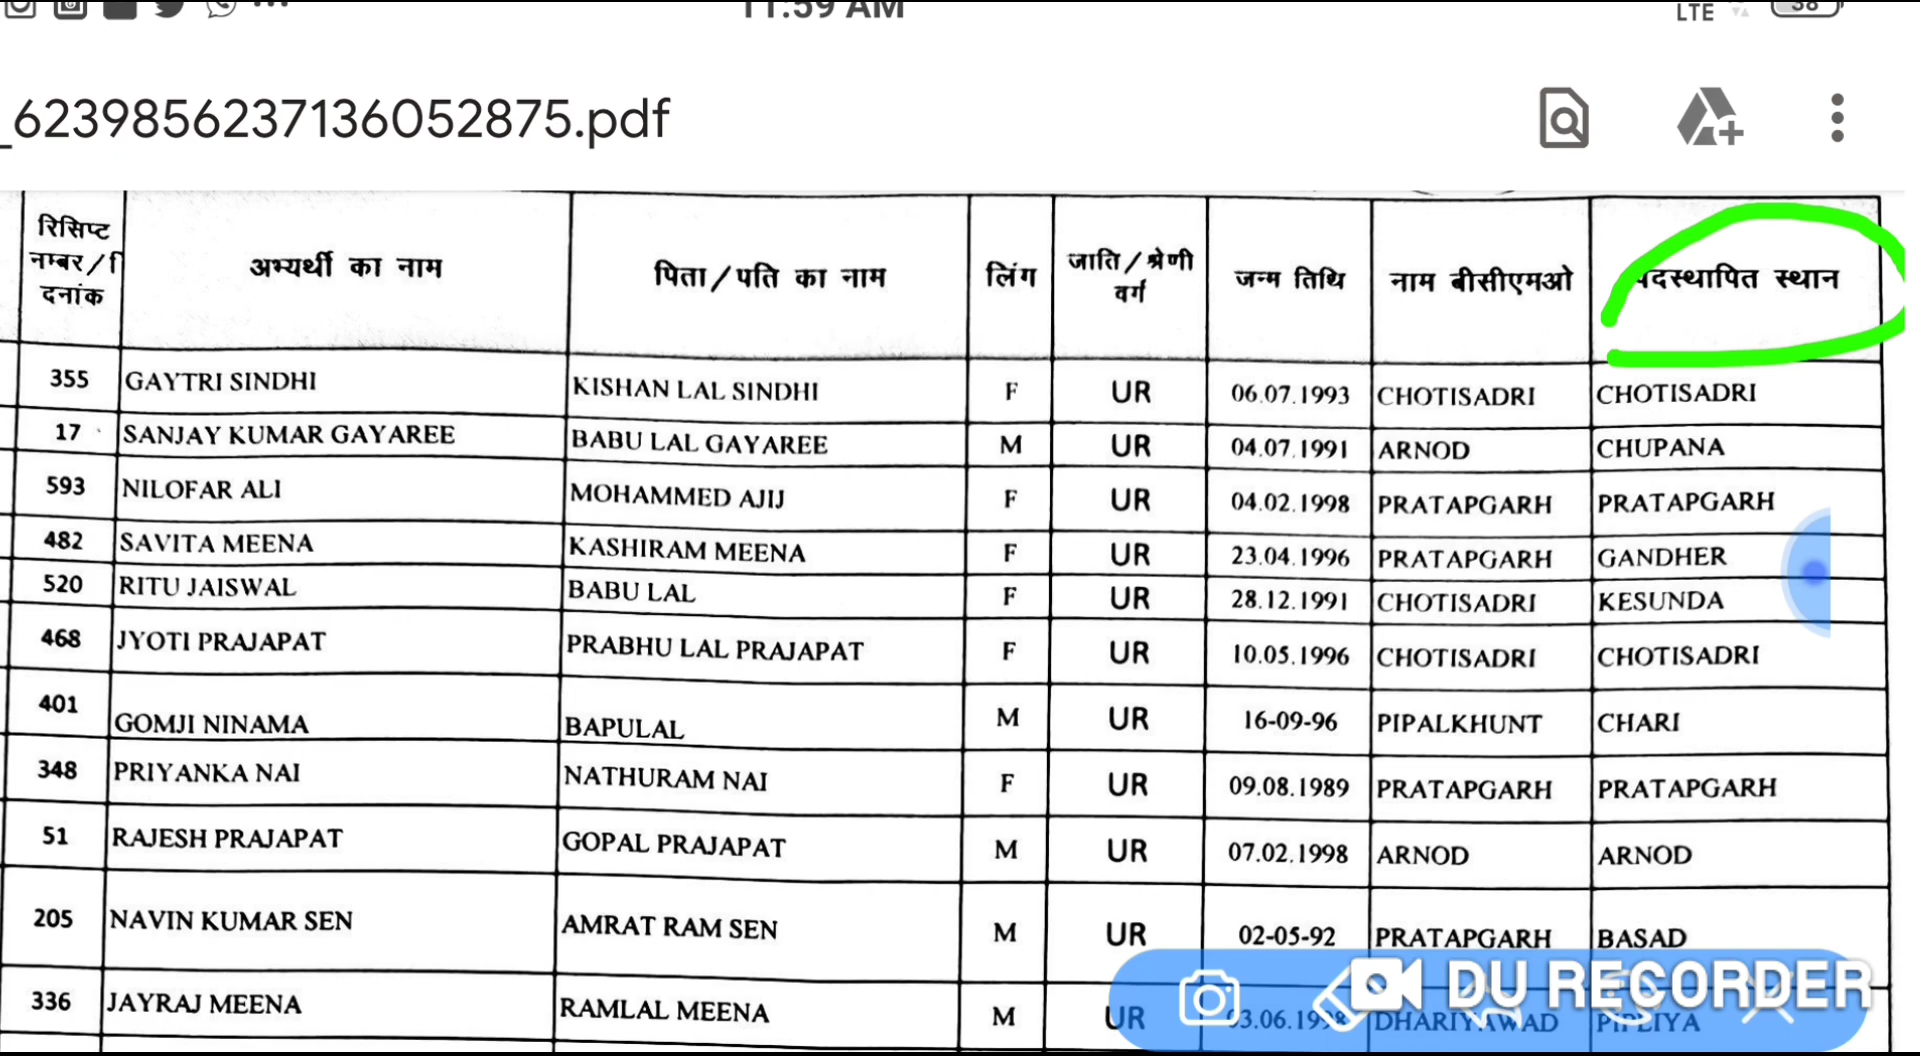 11:59 AM
LTE
38
_6239856237136052875.pdf
रिसिप्ट नम्बर/दिनांक अभ्यर्थी का नाम पिता/पति का नाम लिंग जाति/श्रेणी वर्ग जन्म तिथि नाम बीसीएमओ पदस्थापित स्थान
355 GAYTRI SINDHI KISHAN LAL SINDHI F UR 06.07.1993 CHOTISADRI CHOTISADRI
17 SANJAY KUMAR GAYAREE BABU LAL GAYAREE M UR 04.07.1991 ARNOD CHUPANA
593 NILOFAR ALI MOHAMMED AJIJ F UR 04.02.1998 PRATAPGARH PRATAPGARH
482 SAVITA MEENA KASHIRAM MEENA F UR 23.04.1996 PRATAPGARH GANDHER
520 RITU JAISWAL BABU LAL F UR 28.12.1991 CHOTISADRI KESUNDA
468 JYOTI PRAJAPAT PRABHU LAL PRAJAPAT F UR 10.05.1996 CHOTISADRI CHOTISADRI
401 GOMJI NINAMA BAPULAL M UR 16-09-96 PIPALKHUNT CHARI
348 PRIYANKA NAI NATHURAM NAI F UR 09.08.1989 PRATAPGARH PRATAPGARH
51 RAJESH PRAJAPAT GOPAL PRAJAPAT M UR 07.02.1998 ARNOD ARNOD
205 NAVIN KUMAR SEN AMRAT RAM SEN M UR 02-05-92 PRATAPGARH BASAD
336 JAYRAJ MEENA RAMLAL MEENA M UR 03.06.1998 DHARIYAWAD PIPLIYA
DU RECORDER